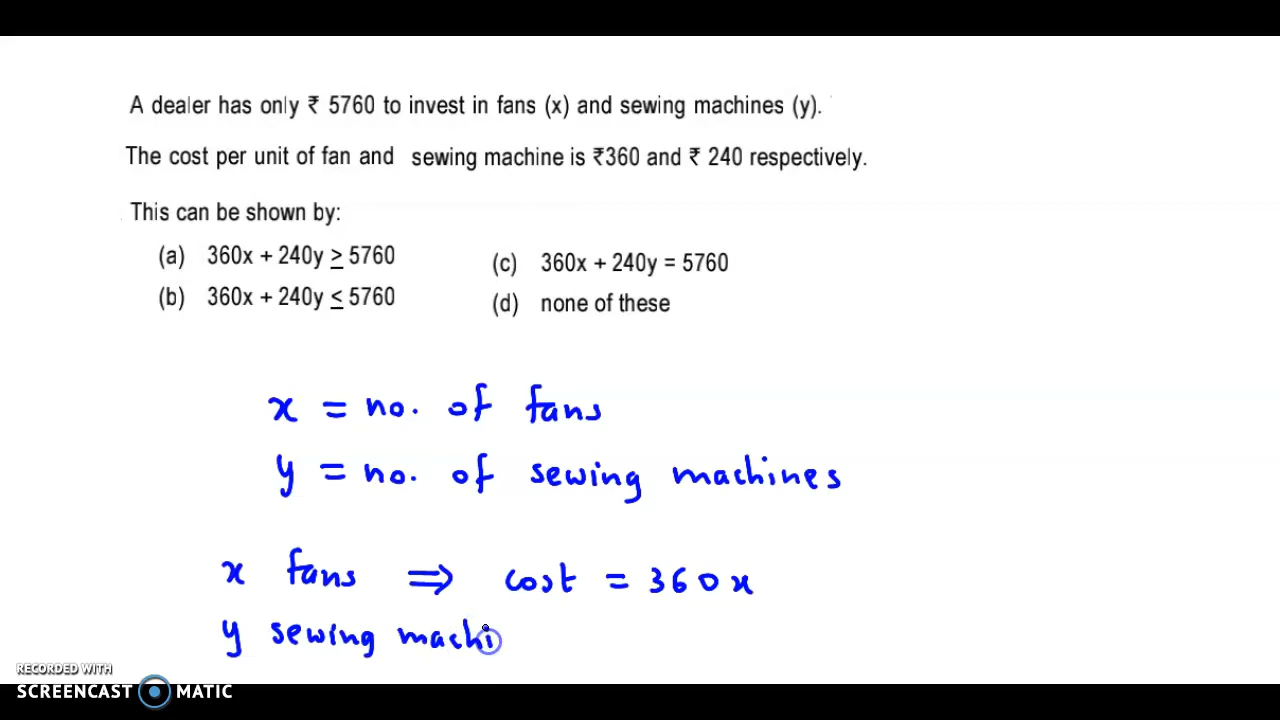 A dealer has only ₹ 5760 to invest in fans (x) and sewing machines (y).
The cost per unit of fan and sewing machine is ₹360 and ₹ 240 respectively.
This can be shown by:
(a) 360x + 240y ≥ 5760
(b) 360x + 240y ≤ 5760
(c) 360x + 240y = 5760
(d) none of these
x = no. of fans
y = no. of sewing machines
x fans ⇒ cost = 360x
y sewing machi
RECORDED WITH
SCREENCAST MATIC